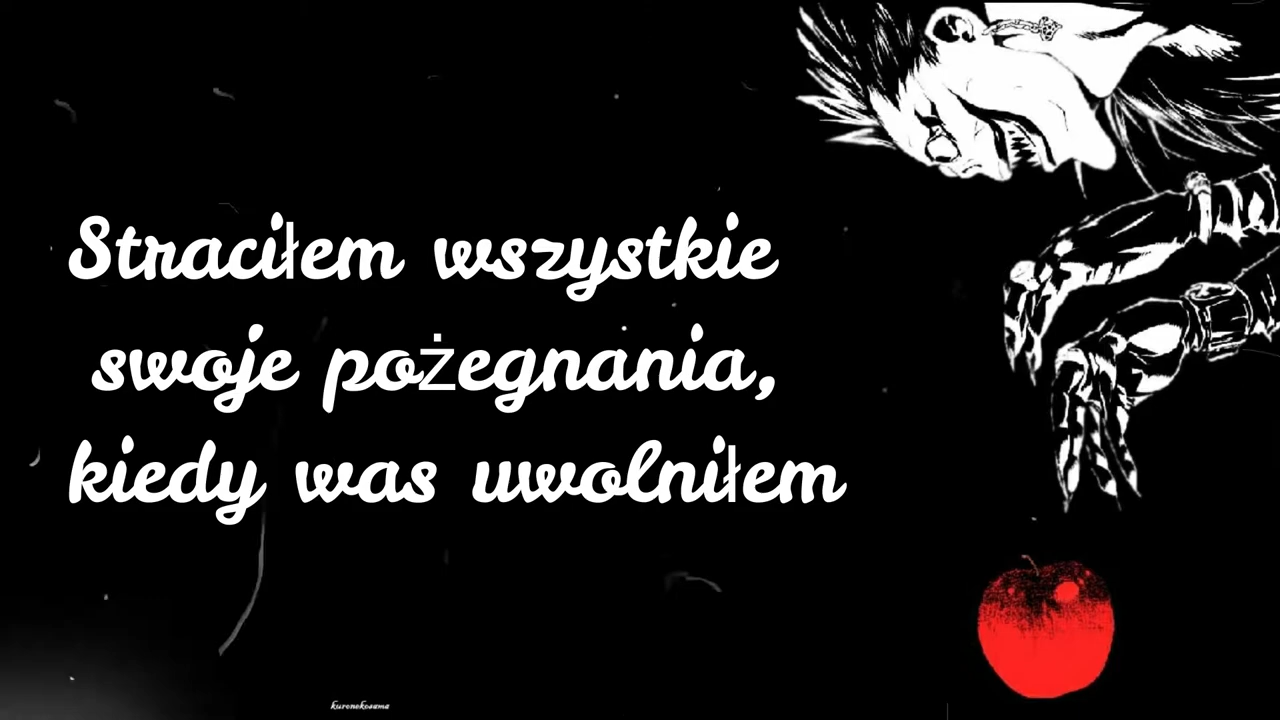 Straciłem wszystkie
swoje pożegnania,
kiedy was uwolniłem
kuronekosama